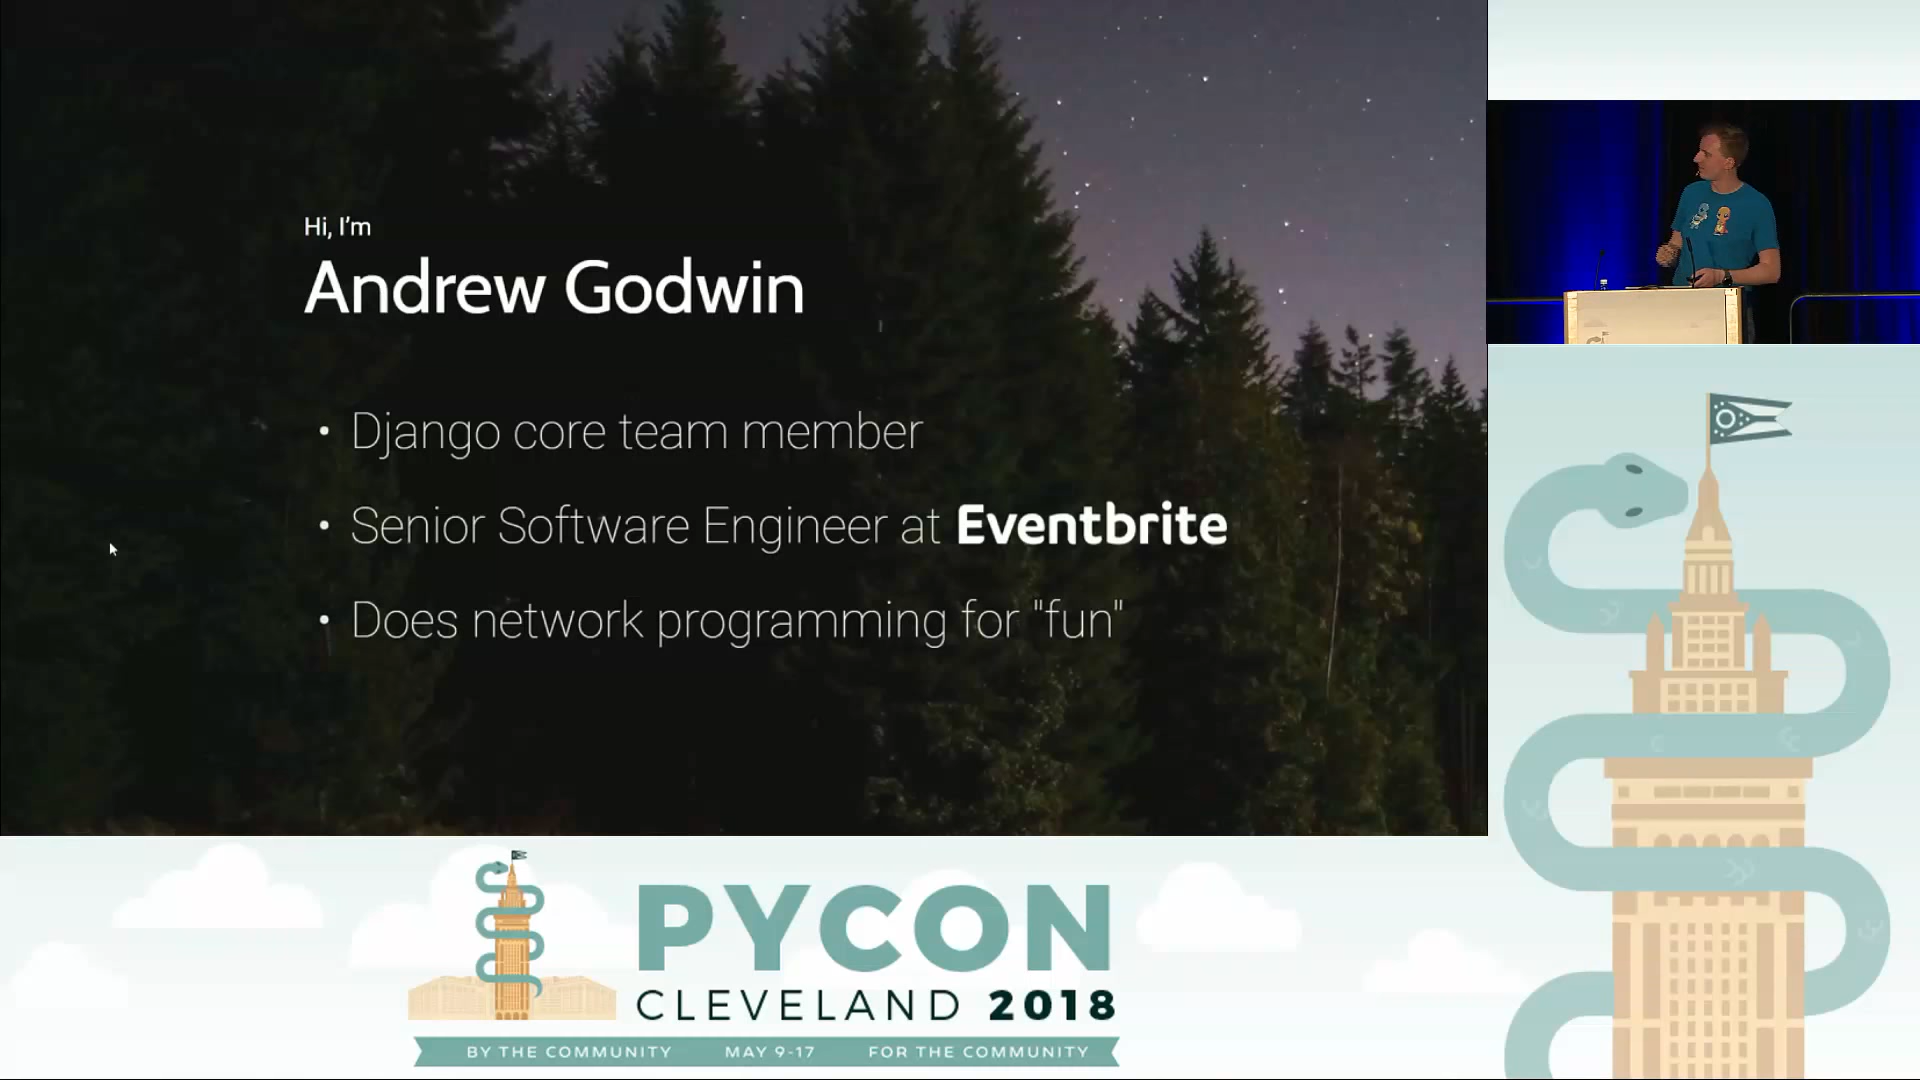 Hi, I'm
Andrew Godwin
• Django core team member
• Senior Software Engineer at Eventbrite
• Does network programming for "fun"
PYCON
CLEVELAND 2018
BY THE COMMUNITY MAY 9-17 FOR THE COMMUNITY